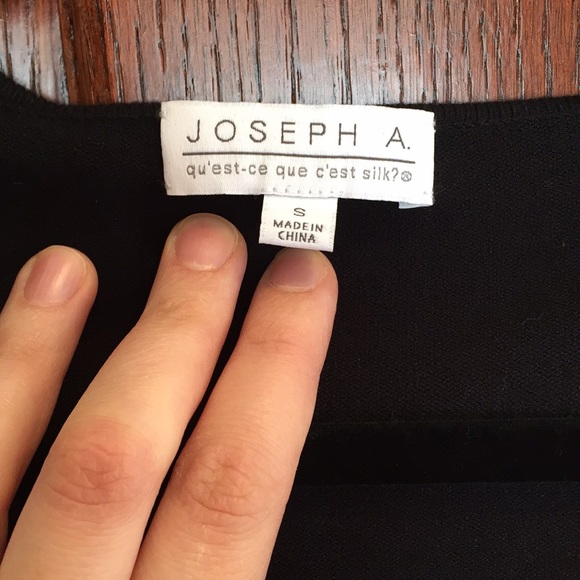 JOSEPH A.
qu'est-ce que c'est silk?®
S
MADE IN
CHINA